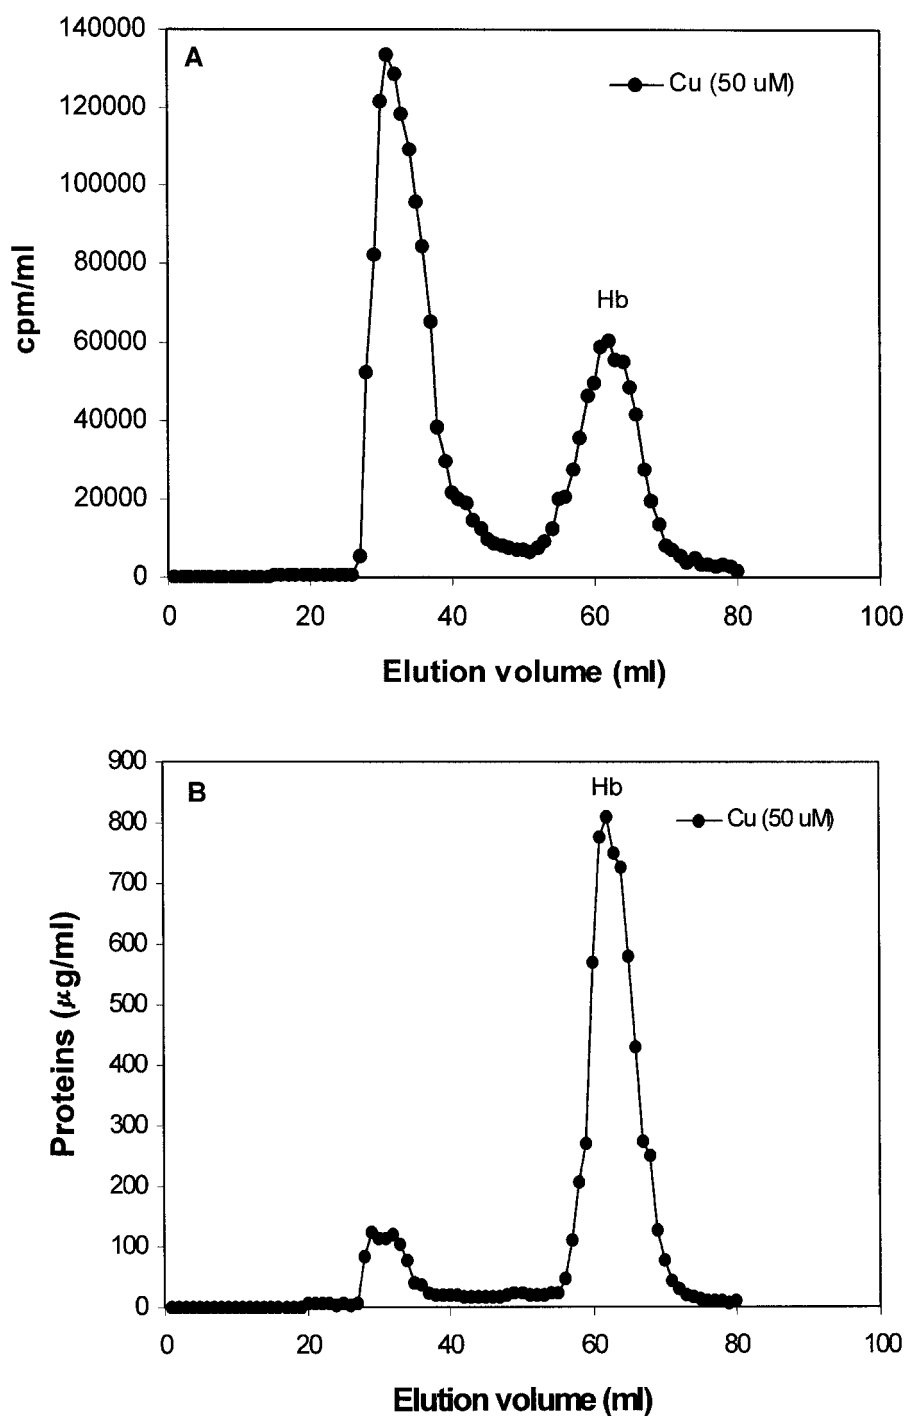 140000
A
Cu (50 uM)
120000
100000
80000
Hb
60000
40000
20000
0
0 20 40 60 80 100
cpm/ml
Elution volume (ml)
900
B
Hb
Cu (50 uM)
800
700
600
500
400
300
200
100
0
0 20 40 60 80 100
Proteins (µg/ml)
Elution volume (ml)